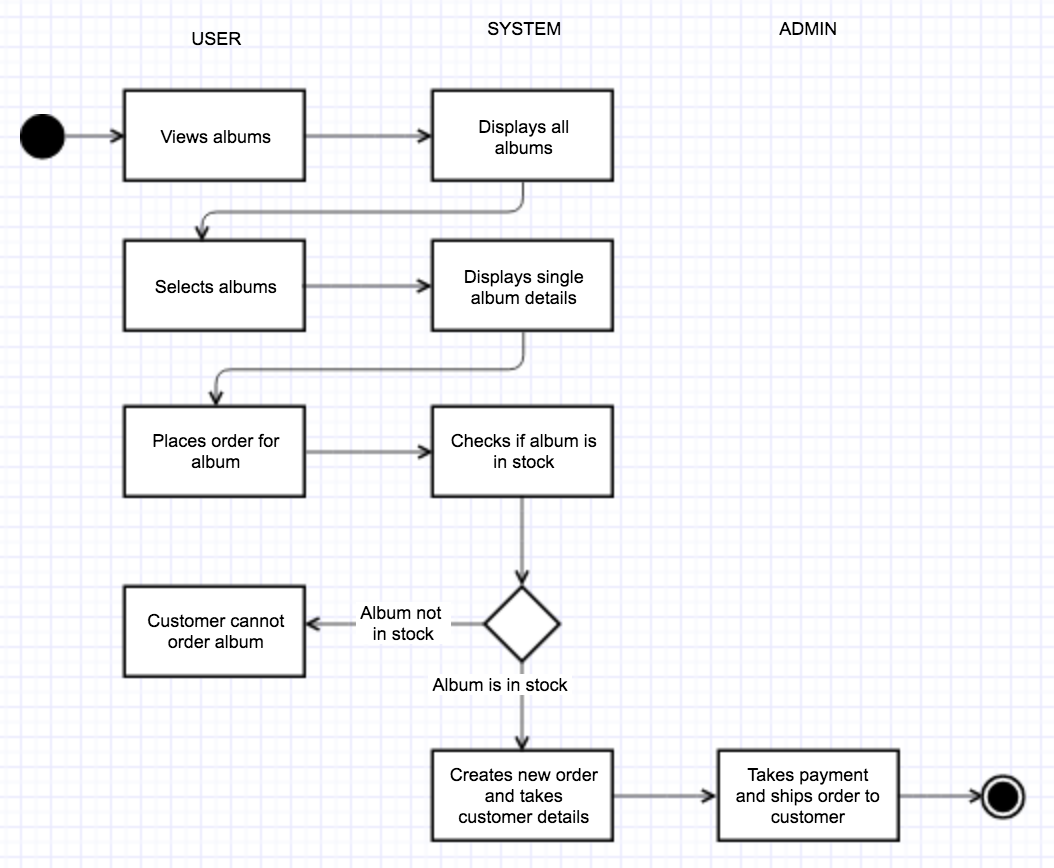 USER
SYSTEM
ADMIN
Views albums
Displays all
albums
Selects albums
Displays single
album details
Places order for
album
Checks if album is
in stock
Customer cannot
order album
Album not
in stock
Album is in stock
Creates new order
and takes
customer details
Takes payment
and ships order to
customer